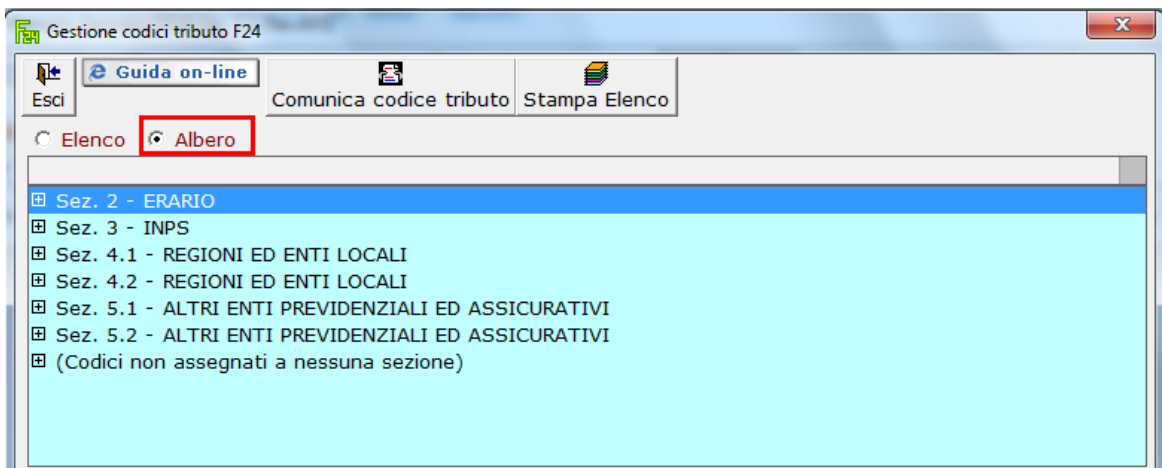 F24 Gestione codici tributo F24
Esci
Guida on-line
Comunica codice tributo
Stampa Elenco
Elenco
Albero
Sez. 2 - ERARIO
Sez. 3 - INPS
Sez. 4.1 - REGIONI ED ENTI LOCALI
Sez. 4.2 - REGIONI ED ENTI LOCALI
Sez. 5.1 - ALTRI ENTI PREVIDENZIALI ED ASSICURATIVI
Sez. 5.2 - ALTRI ENTI PREVIDENZIALI ED ASSICURATIVI
(Codici non assegnati a nessuna sezione)